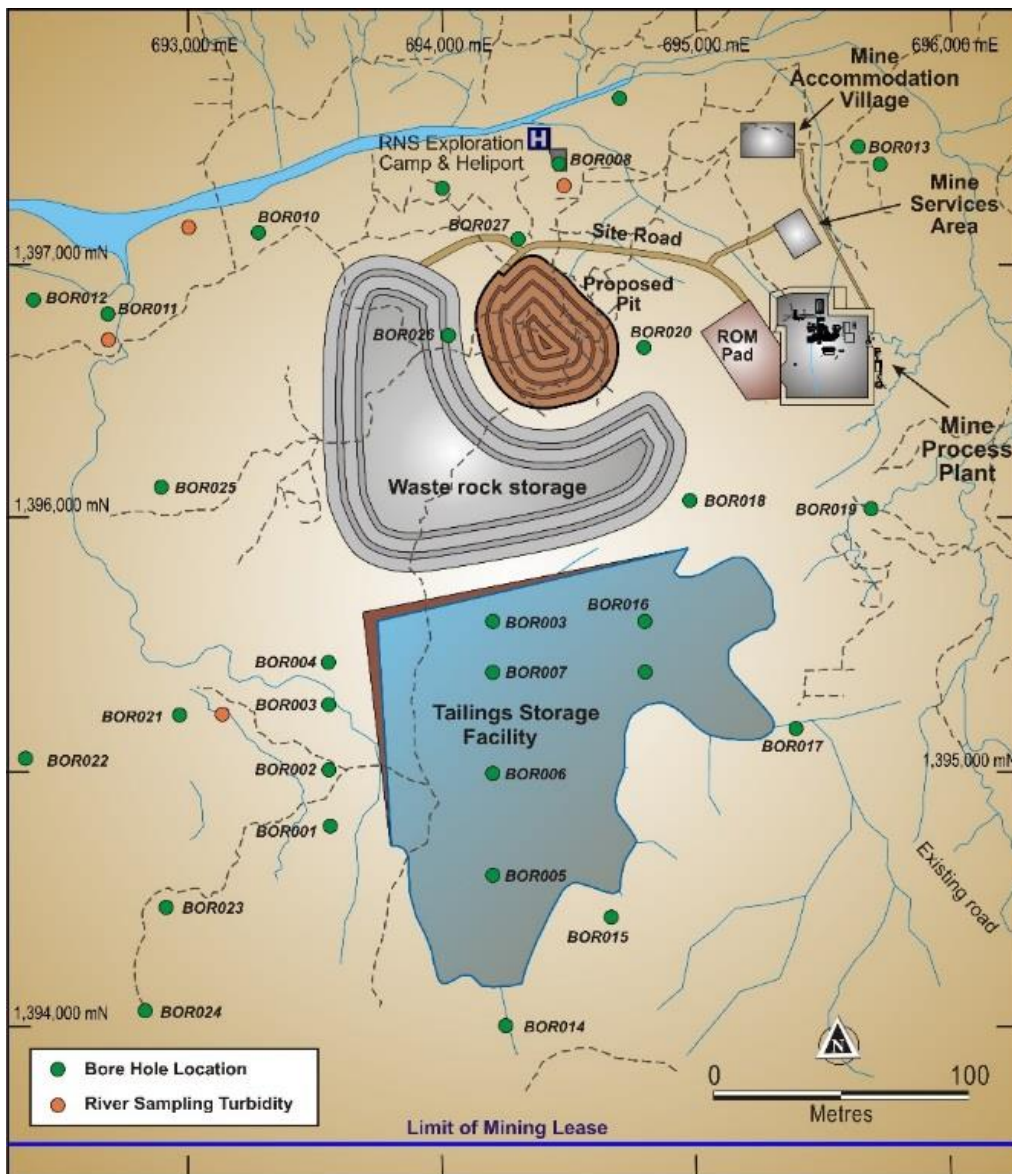 693,000 mE
694,000 mE
695,000 mE
696,000 mE
Mine
Accommodation
Village
H
RNS Exploration
Camp & Heliport
BOR008
BOR013
Mine
Services
Area
BOR010
BOR027
Site Road
1,397,000 mN
Proposed
Pit
BOR012
BOR011
BOR026
BOR020
ROM
Pad
Mine
Process
Plant
Waste rock storage
BOR025
BOR018
BOR019
1,396,000 mN
BOR003
BOR016
BOR004
BOR007
BOR003
BOR021
Tailings Storage
Facility
BOR017
BOR022
BOR002
BOR006
1,395,000 mN
BOR001
BOR005
Existing road
BOR023
BOR015
1,394,000 mN
BOR024
BOR014
N
Bore Hole Location
River Sampling Turbidity
0
100
Metres
Limit of Mining Lease